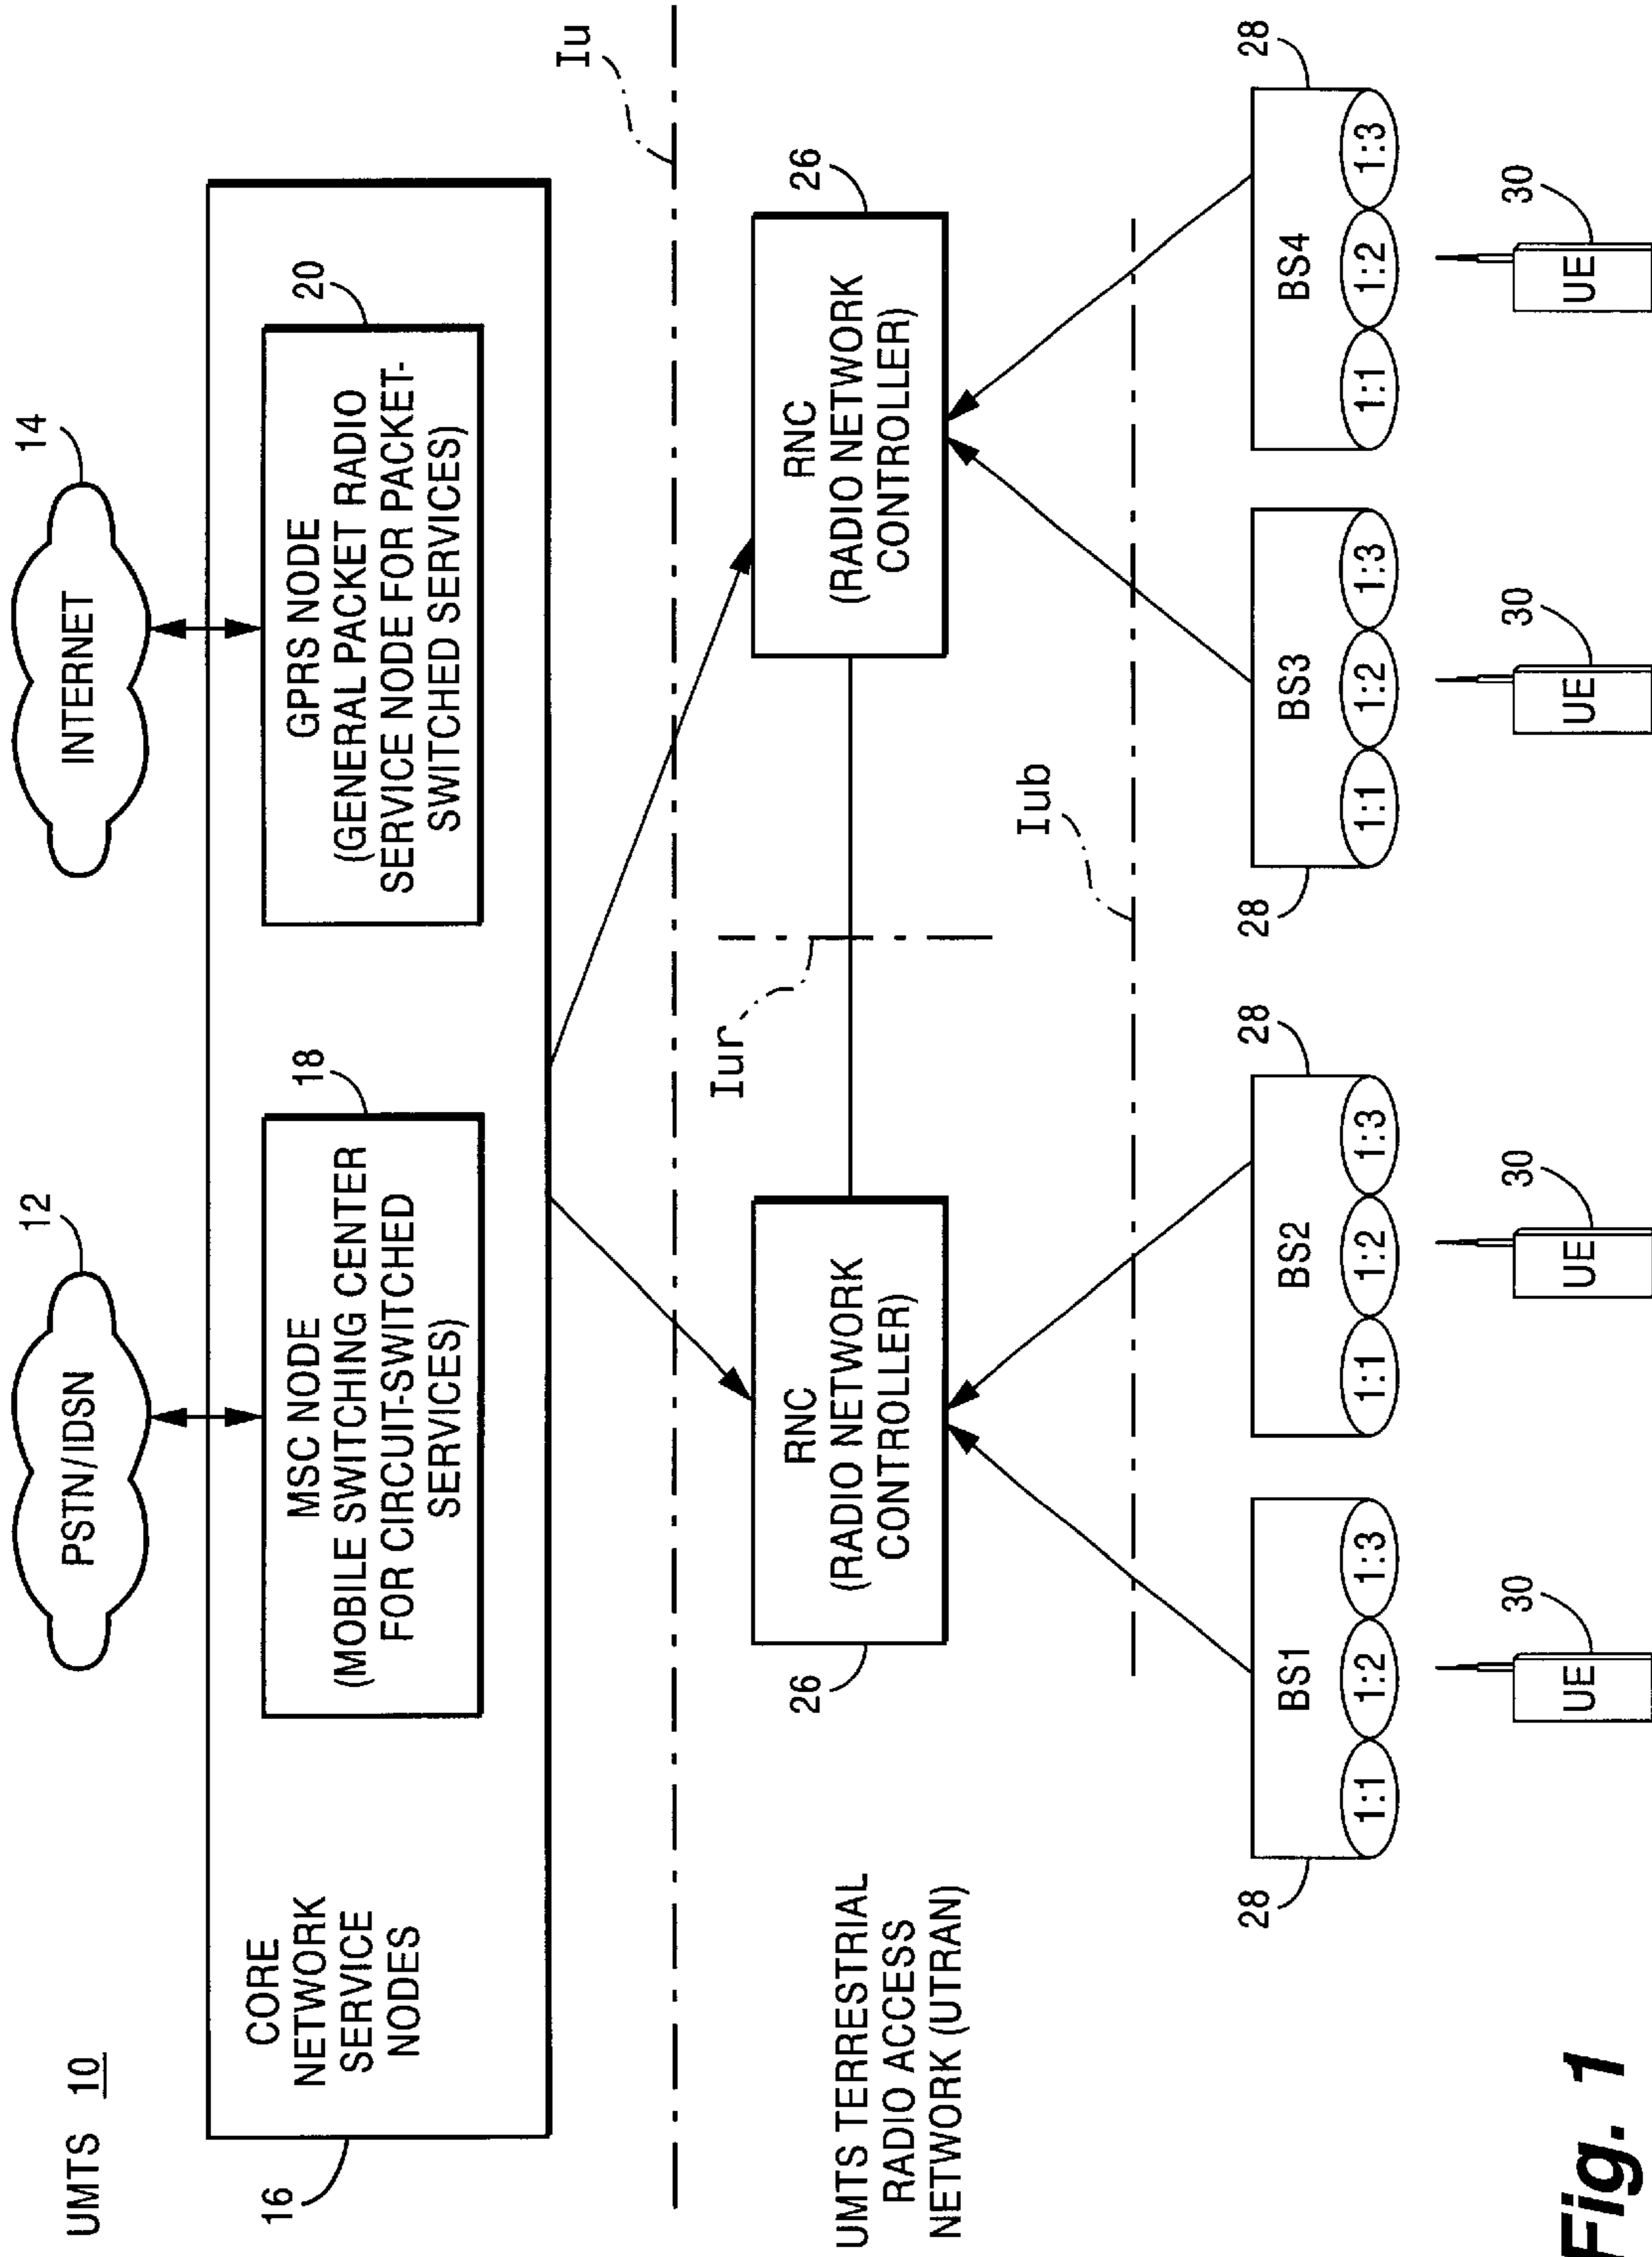 UMTS 10
12
PSTN/IDSN
14
INTERNET
16
CORE
NETWORK
SERVICE
NODES
18
MSC NODE
(MOBILE SWITCHING CENTER
FOR CIRCUIT-SWITCHED
SERVICES)
20
GPRS NODE
(GENERAL PACKET RADIO
SERVICE NODE FOR PACKET-
SWITCHED SERVICES)
Iu
UMTS TERRESTRIAL
RADIO ACCESS
NETWORK (UTRAN)
26
RNC
(RADIO NETWORK
CONTROLLER)
Iur
26
RNC
(RADIO NETWORK
CONTROLLER)
Iub
28
BS1
1:1 1:2 1:3
28
BS2
1:1 1:2 1:3
28
BS3
1:1 1:2 1:3
28
BS4
1:1 1:2 1:3
30
UE
30
UE
30
UE
30
UE
Fig. 1